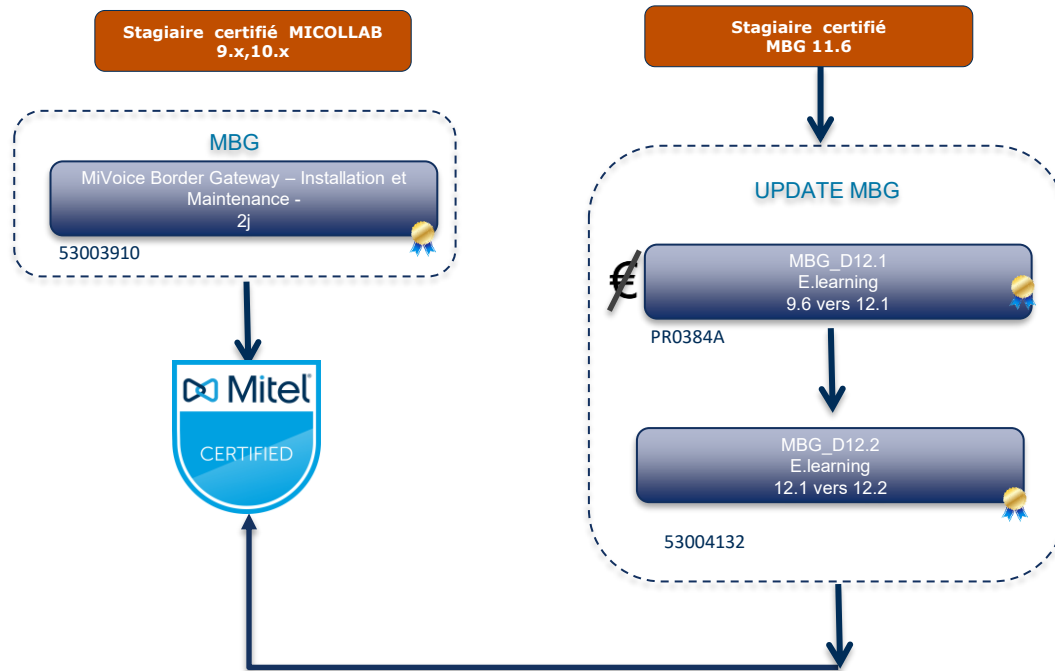 Stagiaire certifié MICOLLAB
9.x,10.x
MBG
MiVoice Border Gateway – Installation et
Maintenance -
2j
53003910
Mitel
CERTIFIED
Stagiaire certifié
MBG 11.6
UPDATE MBG
€
MBG_D12.1
E.learning
9.6 vers 12.1
PR0384A
MBG_D12.2
E.learning
12.1 vers 12.2
53004132